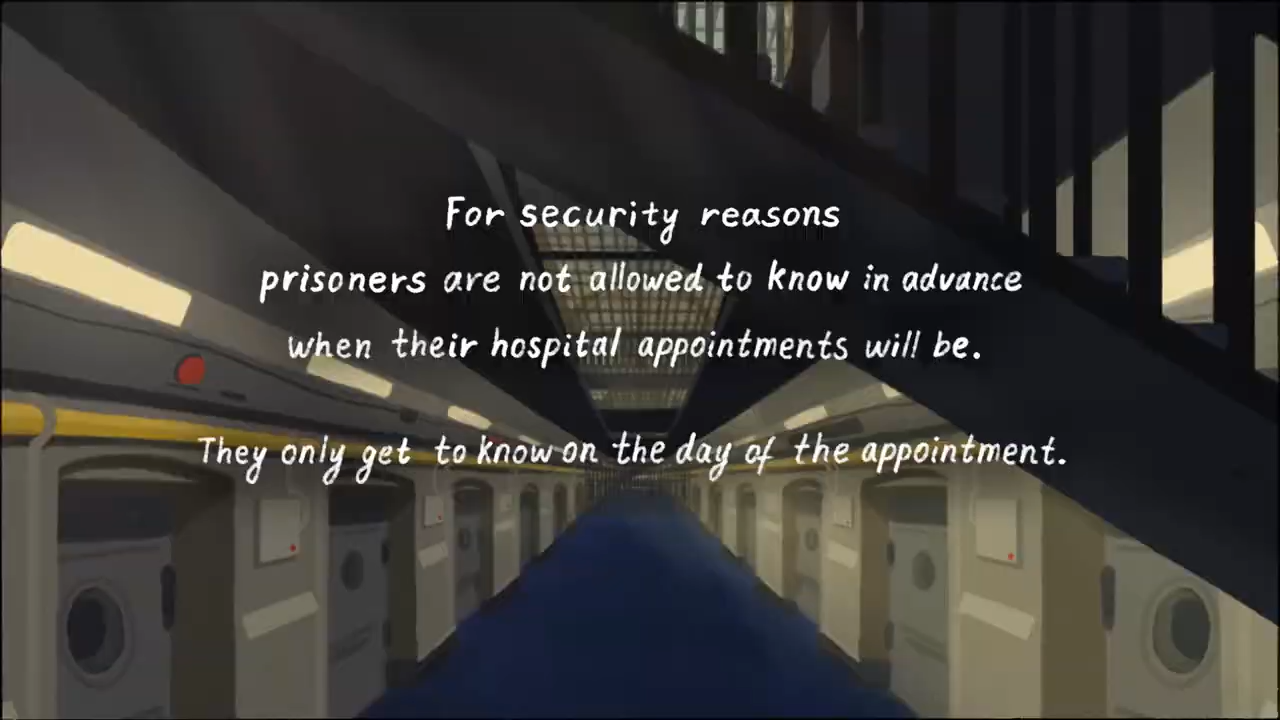 For security reasons
prisoners are not allowed to know in advance
when their hospital appointments will be.
They only get to know on the day of the appointment.